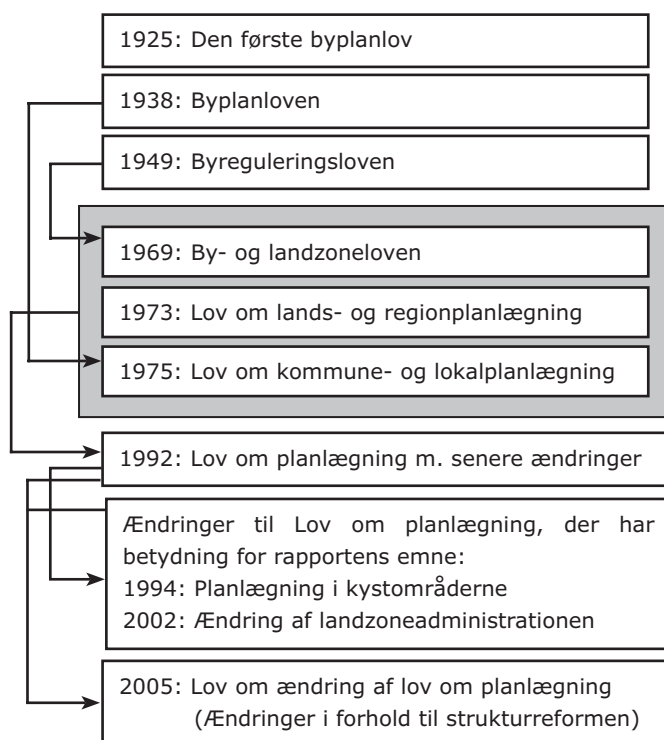 1925: Den første byplanlov
1938: Byplanloven
1949: Byreguleringsloven
1969: By- og landzoneloven
1973: Lov om lands- og regionplanlægning
1975: Lov om kommune- og lokalplanlægning
1992: Lov om planlægning m. senere ændringer
Ændringer til Lov om planlægning, der har
betydning for rapportens emne:
1994: Planlægning i kystområderne
2002: Ændring af landzoneadministrationen
2005: Lov om ændring af lov om planlægning
(Ændringer i forhold til strukturreformen)